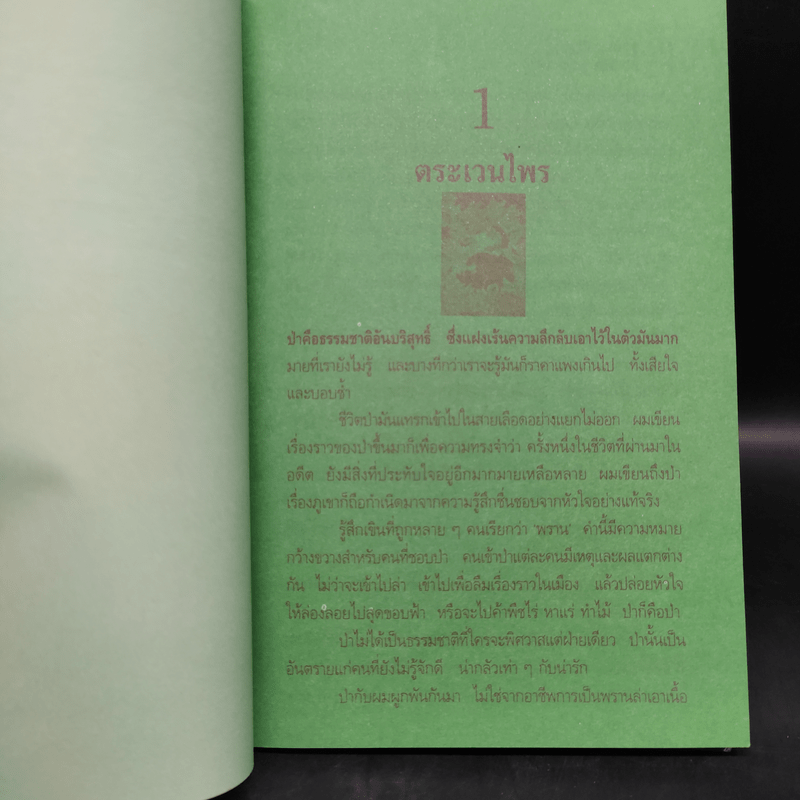 1
ตระเวนไพร
ป่าคือธรรมชาติอันบริสุทธิ์ ซึ่งแฝงเร้นความลึกลับเอาไว้ในตัวมันมาก
มายที่เรายังไม่รู้ และบางทีกว่าเราจะรู้มันก็ราคาแพงเกินไป ทั้งเสียใจ
และบอบช้ำ
ชีวิตป่ามันแทรกเข้าไปในสายเลือดอย่างแยกไม่ออก ผมเขียน
เรื่องราวของป่าขึ้นมาก็เพื่อความทรงจำว่า ครั้งหนึ่งในชีวิตที่ผ่านมาใน
อดีต ยังมีสิ่งที่ประทับใจอยู่อีกมากมายเหลือหลาย ผมเขียนถึงป่า
เรื่องภูเขาก็ถือกำเนิดมาจากความรู้สึกชื่นชอบจากหัวใจอย่างแท้จริง
รู้สึกเขินที่ถูกหลาย ๆ คนเรียกว่า 'พราน' คำนี้มีความหมาย
กว้างขวางสำหรับคนที่ชอบป่า คนเข้าป่าแต่ละคนมีเหตุและผลแตกต่าง
กัน ไม่ว่าจะเข้าไปล่า เข้าไปเพื่อลืมเรื่องราวในเมือง แล้วปล่อยหัวใจ
ให้ล่องลอยไปสุดขอบฟ้า หรือจะไปค้าพืชไร่ หาแร่ ทำไม้ ป่าก็คือป่า
ป่าไม่ได้เป็นธรรมชาติที่ใครจะพิศวาสแต่ฝ่ายเดียว ป่านั้นเป็น
อันตรายแก่คนที่ยังไม่รู้จักดี น่ากลัวเท่า ๆ กับน่ารัก
ป่ากับผมผูกพันกันมา ไม่ใช่จากอาชีพการเป็นพรานล่าเอาเนื้อ